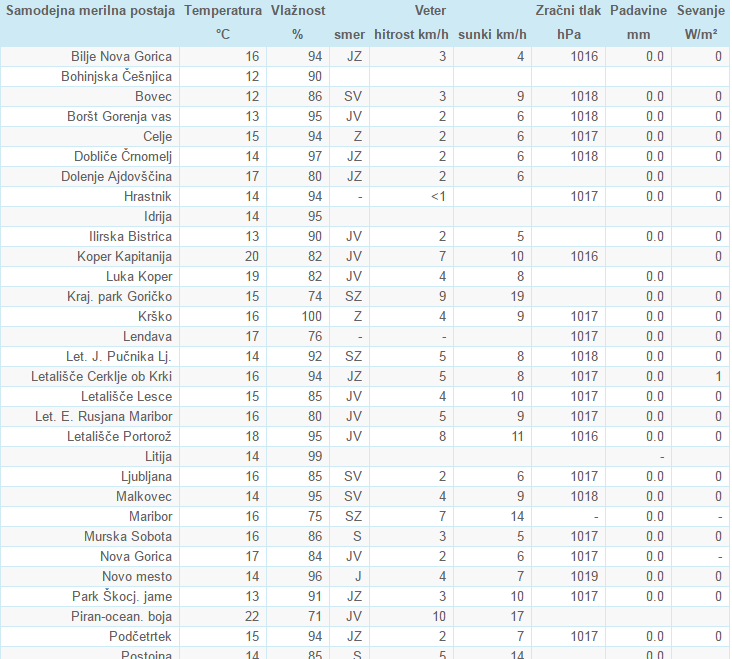 Samodejna merilna postaja Temperatura Vlažnost Veter Zračni tlak Padavine Sevanje
°C % smer hitrost km/h sunki km/h hPa mm W/m²
Bilje Nova Gorica 16 94 JZ 3 4 1016 0.0 0
Bohinjska Češnjica 12 90
Bovec 12 86 SV 3 9 1018 0.0 0
Boršt Gorenja vas 13 95 JV 2 6 1018 0.0 0
Celje 15 94 Z 2 6 1017 0.0 0
Dobliče Črnomelj 14 97 JZ 2 6 1018 0.0 0
Dolenje Ajdovščina 17 80 JZ 2 6 0.0
Hrastnik 14 94 - <1 1017 0.0 0
Idrija 14 95
Ilirska Bistrica 13 90 JV 2 5 0.0 0
Koper Kapitanija 20 82 JV 7 10 1016 0
Luka Koper 19 82 JV 4 8 0.0
Kraj. park Goričko 15 74 SZ 9 19 0.0 0
Krško 16 100 Z 4 9 1017 0.0 0
Lendava 17 76 - - 1017 0.0 0
Let. J. Pučnika Lj. 14 92 SZ 5 8 1018 0.0 0
Letališče Cerklje ob Krki 16 94 JZ 5 8 1017 0.0 1
Letališče Lesce 15 85 JV 4 10 1017 0.0 0
Let. E. Rusjana Maribor 16 80 JV 5 9 1017 0.0 0
Letališče Portorož 18 95 JV 8 11 1016 0.0 0
Litija 14 99 -
Ljubljana 16 85 SV 2 6 1017 0.0 0
Malkovec 14 95 SV 4 9 1018 0.0 0
Maribor 16 75 SZ 7 14 - 0.0 -
Murska Sobota 16 86 S 3 5 1017 0.0 0
Nova Gorica 17 84 JV 2 6 1017 0.0 -
Novo mesto 14 96 J 4 7 1019 0.0 0
Park Škocj. jame 13 91 JZ 3 10 1017 0.0 0
Piran-ocean. boja 22 71 JV 10 17
Podčetrtek 15 94 JZ 2 7 1017 0.0 0
Postojna 14 85 S 5 14 0.0 0